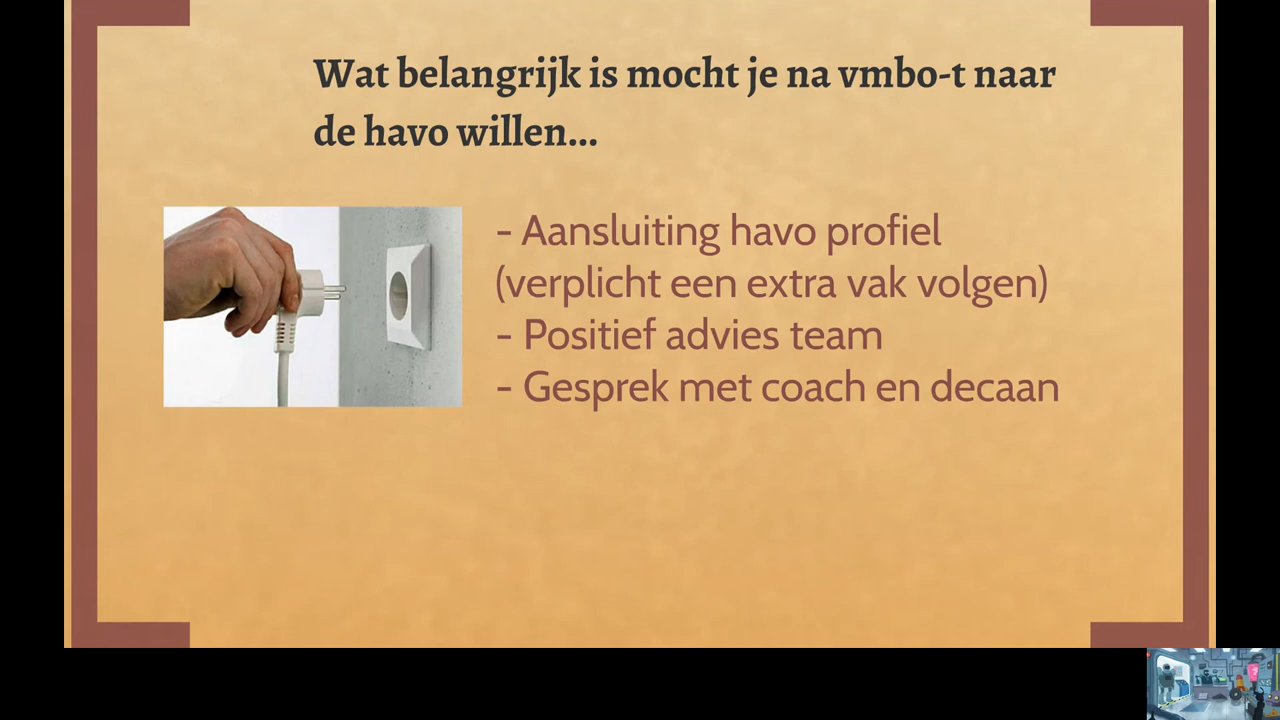 Wat belangrijk is mocht je na vmbo-t naar
de havo willen...
- Aansluiting havo profiel
(verplicht een extra vak volgen)
- Positief advies team
- Gesprek met coach en decaan